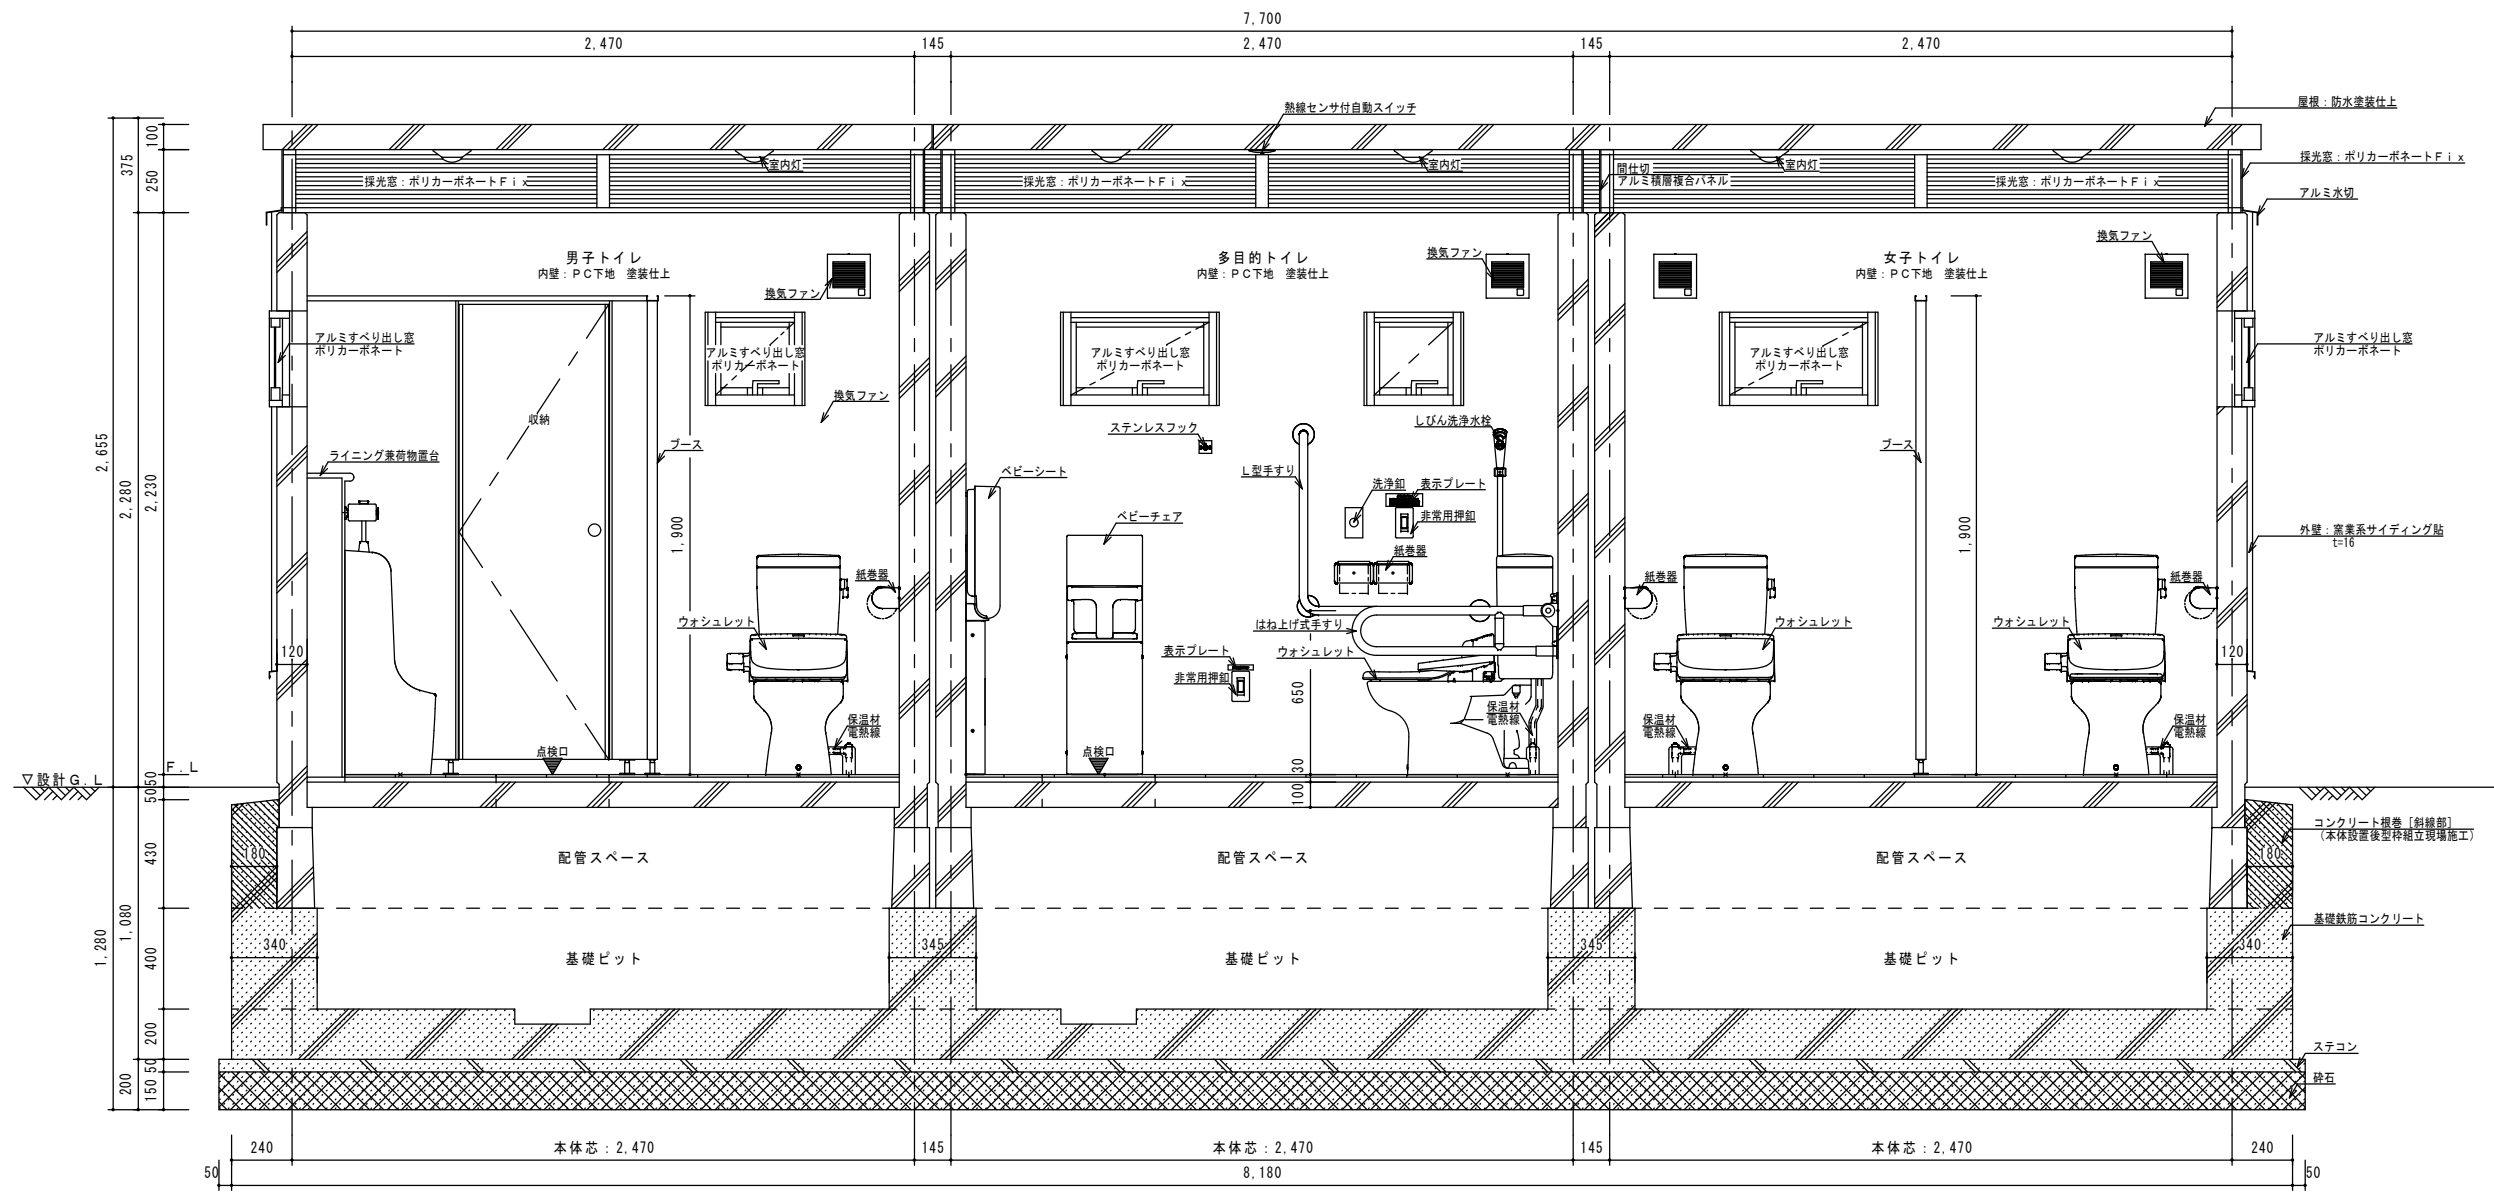 7,700
2,470
145
2,470
145
2,470
熱線センサ付自動スイッチ
屋根：防水塗装仕上
室内灯
室内灯
室内灯
採光窓：ポリカーボネートＦｉｘ
採光窓：ポリカーボネートＦｉｘ
間仕切
アルミ積層複合パネル
採光窓：ポリカーボネートＦｉｘ
採光窓：ポリカーボネートＦｉｘ
アルミ水切
100
375
250
男子トイレ
内壁：ＰＣ下地　塗装仕上
換気ファン
多目的トイレ
内壁：ＰＣ下地　塗装仕上
換気ファン
女子トイレ
内壁：ＰＣ下地　塗装仕上
換気ファン
アルミすべり出し窓
ポリカーボネート
アルミすべり出し窓
ポリカーボネート
アルミすべり出し窓
ポリカーボネート
アルミすべり出し窓
ポリカーボネート
アルミすべり出し窓
ポリカーボネート
換気ファン
収納
ブース
ライニング兼荷物置台
ステンレスフック
しびん洗浄水栓
ブース
2,655
2,280
2,230
ベビーシート
Ｌ型手すり
洗浄釦
表示プレート
ベビーチェア
非常用押釦
1,900
1,900
外壁：窯業系サイディング貼
t=16
紙巻器
紙巻器
紙巻器
紙巻器
ウォシュレット
はね上げ式手すり
ウォシュレット
ウォシュレット
120
表示プレート
ウォシュレット
120
非常用押釦
650
保温材
電熱線
保温材
電熱線
保温材
電熱線
保温材
電熱線
点検口
点検口
Ｆ．Ｌ
▽設計Ｇ．Ｌ
50
50
30
100
コンクリート根巻［斜線部］
（本体設置後型枠組立現場施工）
430
180
配管スペース
配管スペース
配管スペース
180
1,280
1,080
400
基礎鉄筋コンクリート
340
345
345
340
基礎ピット
基礎ピット
基礎ピット
200
ステコン
50
200
150
砕石
240
本体芯：2,470
145
本体芯：2,470
145
本体芯：2,470
240
50
8,180
50